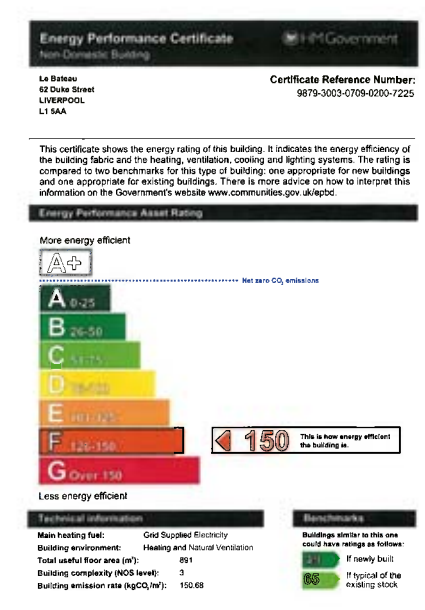 Energy Performance Certificate
HM Government
Non-Domestic Building
Le Bateau
62 Duke Street
LIVERPOOL
L1 5AA
Certificate Reference Number:
9879-3003-0709-0200-7225
This certificate shows the energy rating of this building. It indicates the energy efficiency of
the building fabric and the heating, ventilation, cooling and lighting systems. The rating is
compared to two benchmarks for this type of building: one appropriate for new buildings
and one appropriate for existing buildings. There is more advice on how to interpret this
information on the Government's website www.communities.gov.uk/epbd.
Energy Performance Asset Rating
More energy efficient
A+
Net zero CO₂ emissions
A 0-25
B 26-50
C 51-75
D 76-100
E 101-125
F 126-150
150 This is how energy efficient
the building is.
G Over 150
Less energy efficient
Technical information
Main heating fuel: Grid Supplied Electricity
Building environment: Heating and Natural Ventilation
Total useful floor area (m²): 891
Building complexity (NOS level): 3
Building emission rate (kgCO₂/m²): 150.68
Benchmarks
Buildings similar to this one
could have ratings as follows:
If newly built
65 If typical of the
existing stock